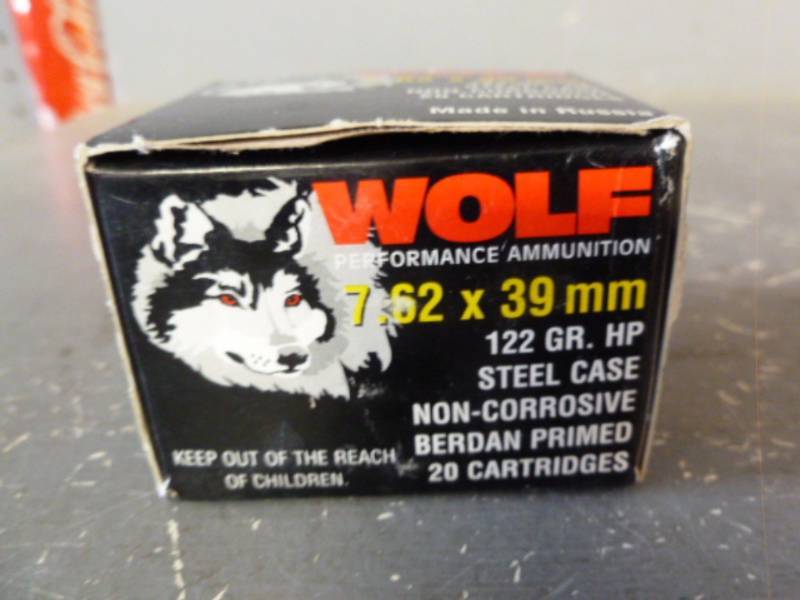 Made in Russia
WOLF
PERFORMANCE AMMUNITION
7.62 x 39 mm
122 GR. HP
STEEL CASE
NON-CORROSIVE
BERDAN PRIMED
20 CARTRIDGES
KEEP OUT OF THE REACH
OF CHILDREN.